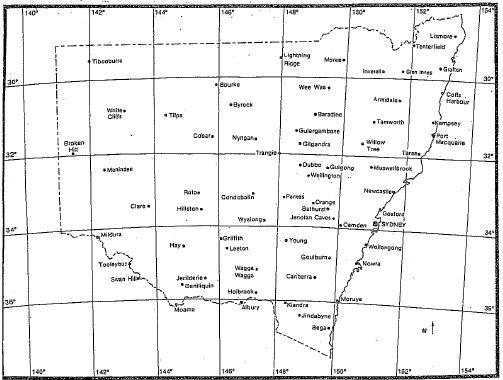 140° 142° 144° 146° 148° 150° 152° 154°
Lismore
Tenterfield
Tibooburra
Lightning
Ridge
Moree
Inverell
Glen Innes
Grafton
30°
30°
Bourke
Wee Waa
Coffs
Harbour
White
Cliffs
Tilpa
Byrock
Baradine
Armidale
Tamworth
Kempsey
Broken
Hill
Cobar
Nyngan
Gulargambone
Gilgandra
Willow
Tree
Port
Macquarie
Trangie
Taree
32°
32°
Menindee
Dubbo
Gulgong
Wellington
Muswellbrook
Roto
Condobolin
Parkes
Newcastle
Clare
Hillston
Orange
Bathurst
Gosford
Wyalong
Jenolan Caves
Camden
SYDNEY
34°
34°
Mildura
Hay
Griffith
Leeton
Young
Wollongong
Tooleybuc
Goulburn
Nowra
Swan Hill
Jerilderie
Deniliquin
Wagga
Wagga
Canberra
Holbrook
Moama
Albury
Kiandra
Moruya
Jindabyne
Bega
N
140° 142° 144° 146° 148° 150° 152° 154°